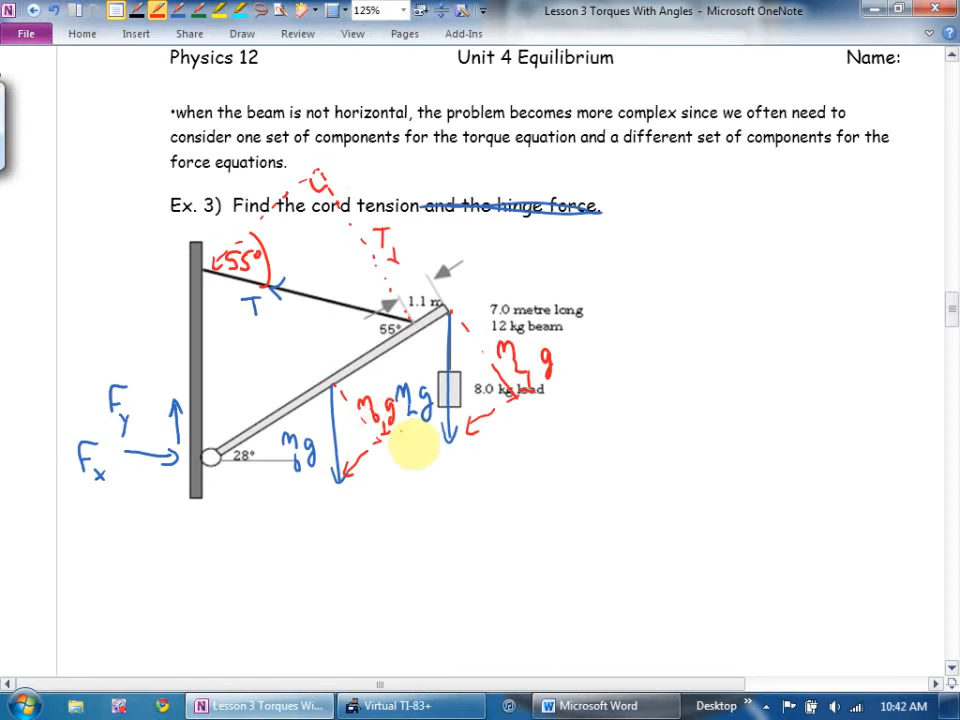 125%
Lesson 3 Torques With Angles - Microsoft OneNote
File Home Insert Draw Review View Pages Add-Ins
Physics 12 Unit 4 Equilibrium Name:
•when the beam is not horizontal, the problem becomes more complex since we often need to
consider one set of components for the torque equation and a different set of components for the
force equations.
Ex. 3) Find the cord tension and the hinge force.
T⊥
55°
T
1.1 m
55°
7.0 metre long
12 kg beam
mLg
8.0 kg load
mLg
mbg⊥
Fy
Fx
mbg
28°
Lesson 3 Torques Wi... Virtual TI-83+ Microsoft Word Desktop » 10:42 AM